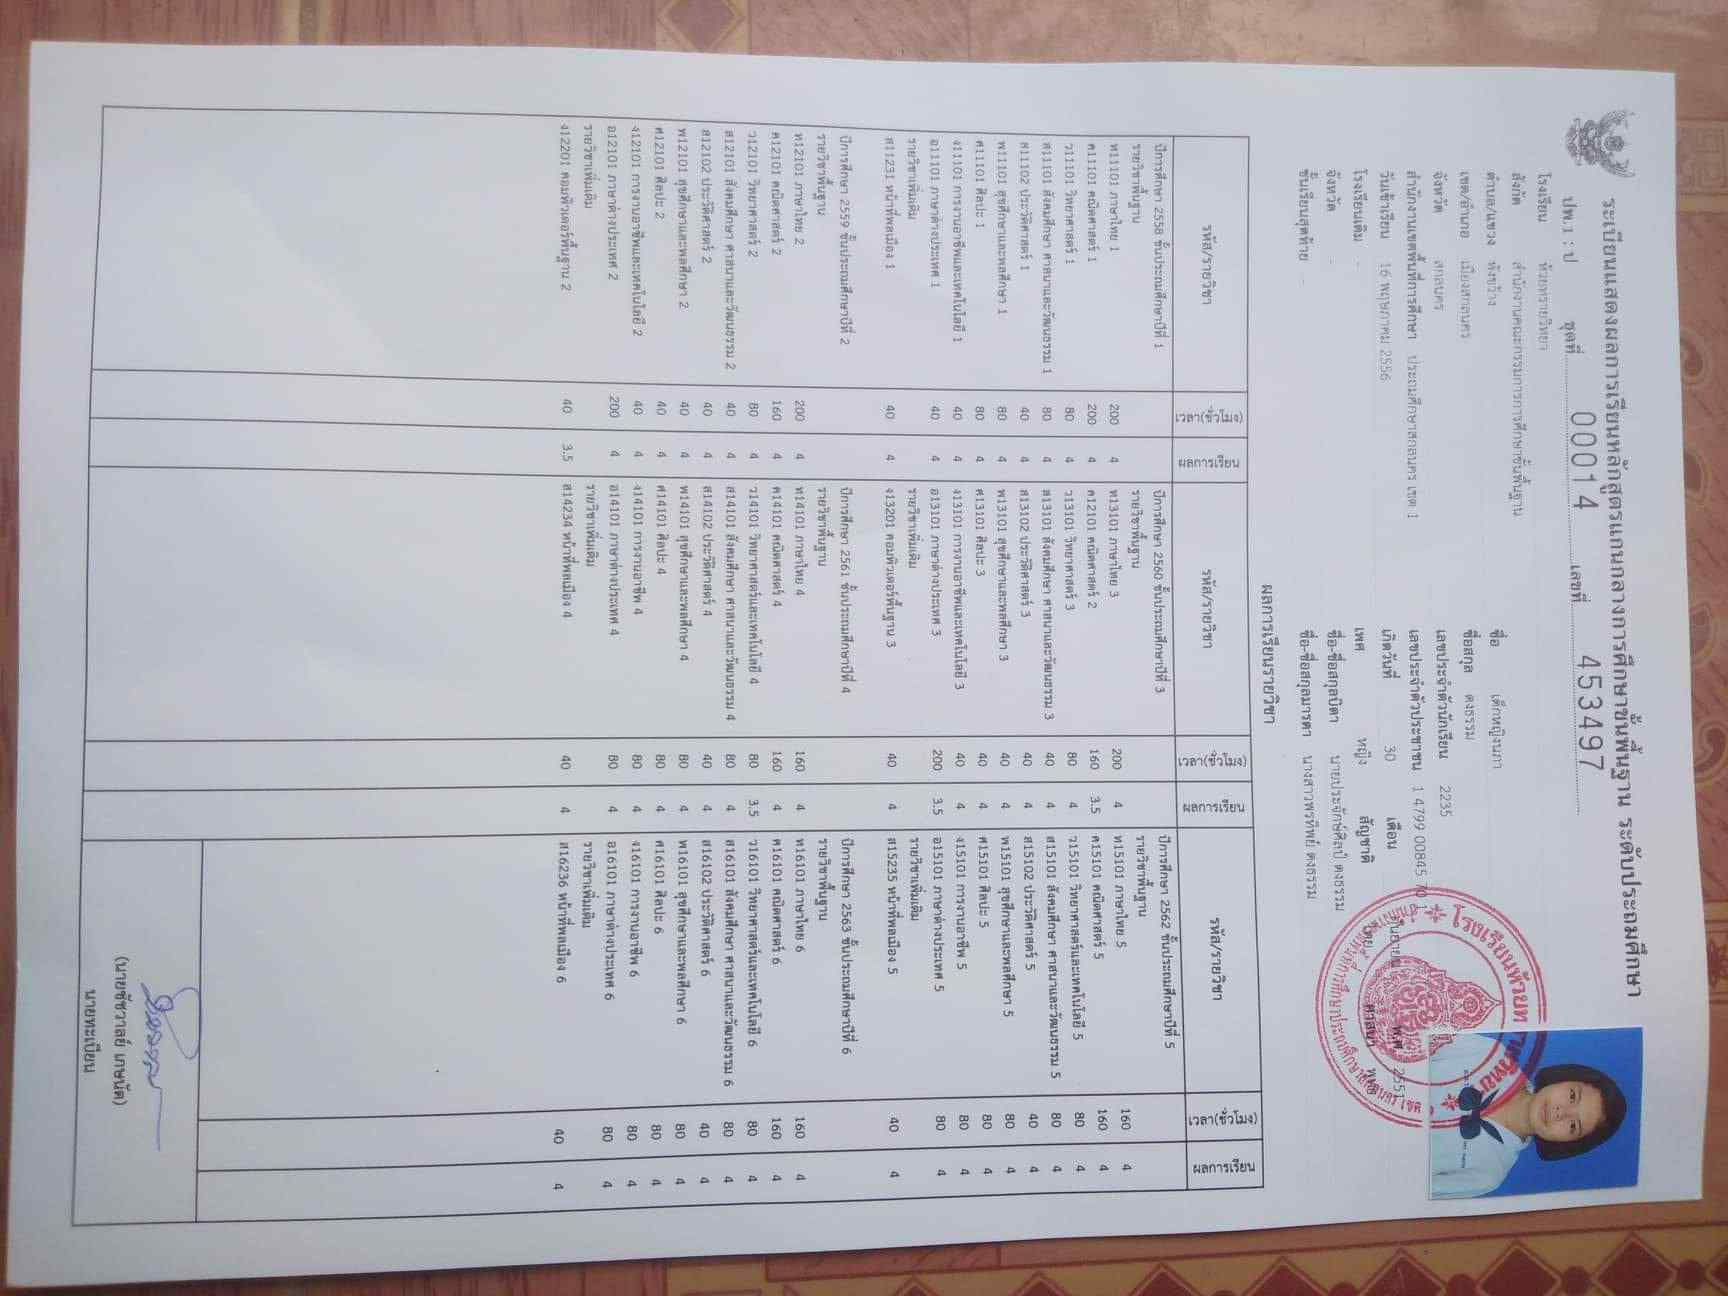 ระเบียนแสดงผลการเรียนหลักสูตรแกนกลางการศึกษาขั้นพื้นฐาน ระดับประถมศึกษา
ปพ.1 : ป ชุดที่ 00014 เลขที่ 453497
โรงเรียน ห้วยทรายวิทยา
สังกัด สำนักงานคณะกรรมการการศึกษาขั้นพื้นฐาน
ตำบล/แขวง พังขว้าง
เขต/อำเภอ เมืองสกลนคร
จังหวัด สกลนคร
สำนักงานเขตพื้นที่การศึกษา ประถมศึกษาสกลนคร เขต 1
วันเข้าเรียน 16 พฤษภาคม 2556
โรงเรียนเดิม -
จังหวัด -
ชั้นเรียนสุดท้าย -
ชื่อ เด็กหญิงนภา
ชื่อสกุล ดงธรรม
เลขประจำตัวนักเรียน 2235
เลขประจำตัวประชาชน 1 4799 00845 70 1
เกิดวันที่ 30 เดือน กันยายน พ.ศ. 2551
เพศ หญิง สัญชาติ ไทย ศาสนา พุทธ
ชื่อ-ชื่อสกุลบิดา นายประจักษ์ศิลป์ ดงธรรม
ชื่อ-ชื่อสกุลมารดา นางสาวพรทิพย์ ดงธรรม
ผลการเรียนรายวิชา
รหัส/รายวิชา เวลา(ชั่วโมง) ผลการเรียน รหัส/รายวิชา เวลา(ชั่วโมง) ผลการเรียน รหัส/รายวิชา เวลา(ชั่วโมง) ผลการเรียน
ปีการศึกษา 2558 ชั้นประถมศึกษาปีที่ 1
รายวิชาพื้นฐาน
ท11101 ภาษาไทย 1 200 4
ค11101 คณิตศาสตร์ 1 200 4
ว11101 วิทยาศาสตร์ 1 80 4
ส11101 สังคมศึกษา ศาสนาและวัฒนธรรม 1 80 4
ส11102 ประวัติศาสตร์ 1 40 4
พ11101 สุขศึกษาและพลศึกษา 1 80 4
ศ11101 ศิลปะ 1 80 4
ง11101 การงานอาชีพและเทคโนโลยี 1 40 4
อ11101 ภาษาต่างประเทศ 1 40 4
รายวิชาเพิ่มเติม
ส11231 หน้าที่พลเมือง 1 40 4
ปีการศึกษา 2559 ชั้นประถมศึกษาปีที่ 2
รายวิชาพื้นฐาน
ท12101 ภาษาไทย 2 200 4
ค12101 คณิตศาสตร์ 2 160 4
ว12101 วิทยาศาสตร์ 2 80 4
ส12101 สังคมศึกษา ศาสนาและวัฒนธรรม 2 40 4
ส12102 ประวัติศาสตร์ 2 40 4
พ12101 สุขศึกษาและพลศึกษา 2 40 4
ศ12101 ศิลปะ 2 40 4
ง12101 การงานอาชีพและเทคโนโลยี 2 40 4
อ12101 ภาษาต่างประเทศ 2 200 4
รายวิชาเพิ่มเติม
ง12201 คอมพิวเตอร์พื้นฐาน 2 40 3.5
ปีการศึกษา 2560 ชั้นประถมศึกษาปีที่ 3
รายวิชาพื้นฐาน
ท13101 ภาษาไทย 3 200 4
ค12101 คณิตศาสตร์ 2 160 3.5
ว13101 วิทยาศาสตร์ 3 80 4
ส13101 สังคมศึกษา ศาสนาและวัฒนธรรม 3 40 4
ส13102 ประวัติศาสตร์ 3 40 4
พ13101 สุขศึกษาและพลศึกษา 3 40 4
ศ13101 ศิลปะ 3 40 4
ง13101 การงานอาชีพและเทคโนโลยี 3 40 4
อ13101 ภาษาต่างประเทศ 3 200 3.5
รายวิชาเพิ่มเติม
ง13201 คอมพิวเตอร์พื้นฐาน 3 40 4
ปีการศึกษา 2561 ชั้นประถมศึกษาปีที่ 4
รายวิชาพื้นฐาน
ท14101 ภาษาไทย 4 160 4
ค14101 คณิตศาสตร์ 4 160 4
ว14101 วิทยาศาสตร์และเทคโนโลยี 4 80 3.5
ส14101 สังคมศึกษา ศาสนาและวัฒนธรรม 4 80 4
ส14102 ประวัติศาสตร์ 4 40 4
พ14101 สุขศึกษาและพลศึกษา 4 80 4
ศ14101 ศิลปะ 4 80 4
ง14101 การงานอาชีพ 4 80 4
อ14101 ภาษาต่างประเทศ 4 80 4
รายวิชาเพิ่มเติม
ส14234 หน้าที่พลเมือง 4 40 4
ปีการศึกษา 2562 ชั้นประถมศึกษาปีที่ 5
รายวิชาพื้นฐาน
ท15101 ภาษาไทย 5 160 4
ค15101 คณิตศาสตร์ 5 160 4
ว15101 วิทยาศาสตร์และเทคโนโลยี 5 80 4
ส15101 สังคมศึกษา ศาสนาและวัฒนธรรม 5 80 4
ส15102 ประวัติศาสตร์ 5 40 4
พ15101 สุขศึกษาและพลศึกษา 5 80 4
ศ15101 ศิลปะ 5 80 4
ง15101 การงานอาชีพ 5 80 4
อ15101 ภาษาต่างประเทศ 5 80 4
รายวิชาเพิ่มเติม
ส15235 หน้าที่พลเมือง 5 40 4
ปีการศึกษา 2563 ชั้นประถมศึกษาปีที่ 6
รายวิชาพื้นฐาน
ท16101 ภาษาไทย 6 160 4
ค16101 คณิตศาสตร์ 6 160 4
ว16101 วิทยาศาสตร์และเทคโนโลยี 6 80 4
ส16101 สังคมศึกษา ศาสนาและวัฒนธรรม 6 80 4
ส16102 ประวัติศาสตร์ 6 40 4
พ16101 สุขศึกษาและพลศึกษา 6 80 4
ศ16101 ศิลปะ 6 80 4
ง16101 การงานอาชีพ 6 80 4
อ16101 ภาษาต่างประเทศ 6 80 4
รายวิชาเพิ่มเติม
ส16236 หน้าที่พลเมือง 6 40 4
(นายชัชวาลย์ เกษนัด)
นายทะเบียน